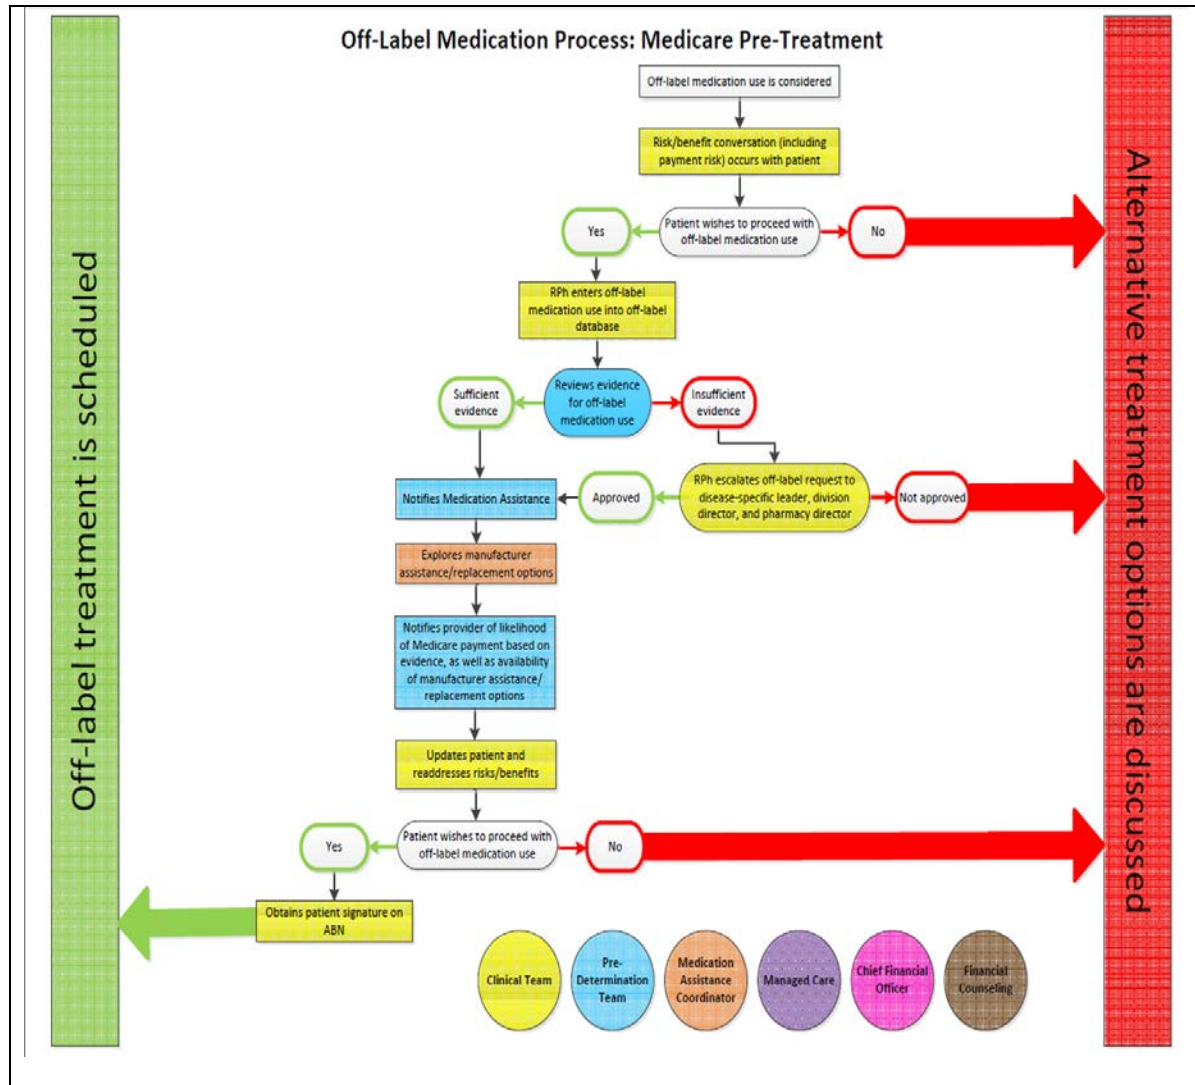 Off-Label Medication Process: Medicare Pre-Treatment
Off-label medication use is considered
Risk/benefit conversation (including
payment risk) occurs with patient
Patient wishes to proceed with
off-label medication use
Yes
No
RPh enters off-label
medication use into off-label
database
Reviews evidence
for off-label
medication use
Sufficient
evidence
Insufficient
evidence
RPh escalates off-label request to
disease-specific leader, division
director, and pharmacy director
Approved
Not approved
Notifies Medication Assistance
Explores manufacturer
assistance/replacement options
Notifies provider of likelihood
of Medicare payment based on
evidence, as well as availability
of manufacturer assistance/
replacement options
Updates patient and
readdresses risks/benefits
Patient wishes to proceed with
off-label medication use
Yes
No
Obtains patient signature on
ABN
Off-label treatment is scheduled
Alternative treatment options are discussed
Clinical Team
Pre-
Determination
Team
Medication
Assistance
Coordinator
Managed Care
Chief Financial
Officer
Financial
Counseling